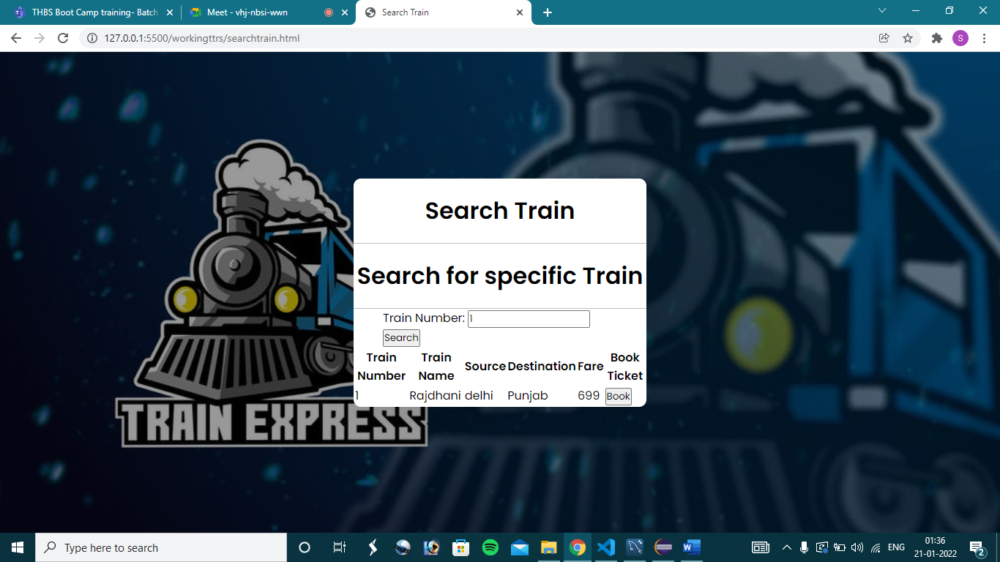 THBS Boot Camp training- Batch
Meet - vhj-nbsi-wwn
Search Train
127.0.0.1:5500/workingttrs/searchtrain.html
S
Search Train
Search for specific Train
Train Number: 1
Search
Train Number Train Name Source Destination Fare Book Ticket
1 Rajdhani delhi Punjab 699 Book
TRAIN EXPRESS
Type here to search
ENG
01:36
21-01-2022
2